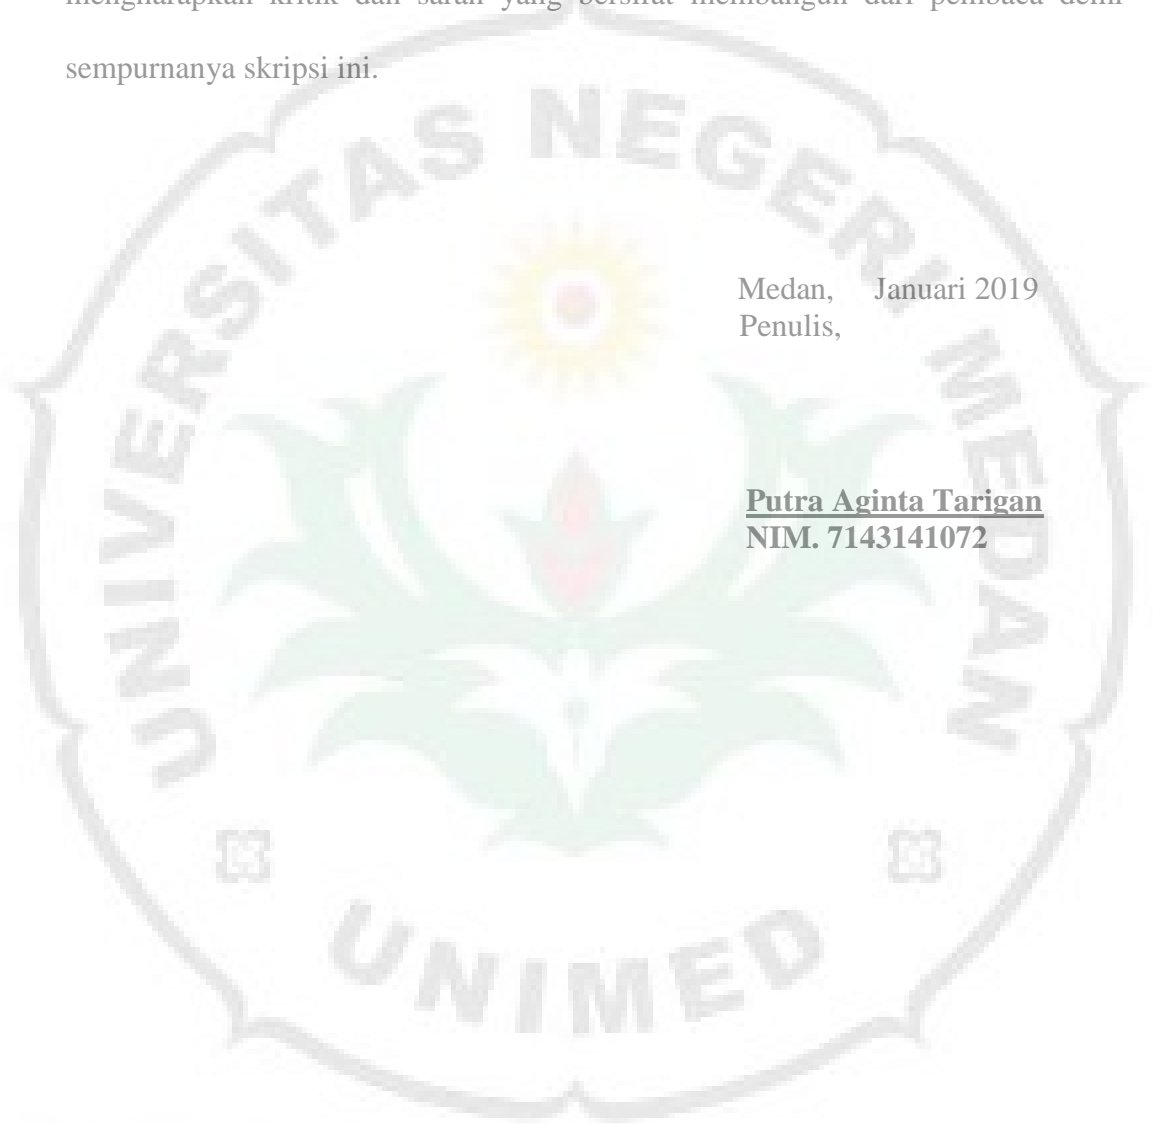 mengharapkan kritik dan saran yang bersifat membangun dari pembaca demi
sempurnanya skripsi ini.
UNIVERSITAS NEGERI MEDAN
Medan, Januari 2019
Penulis,
Putra Aginta Tarigan
NIM. 7143141072
UNIMED